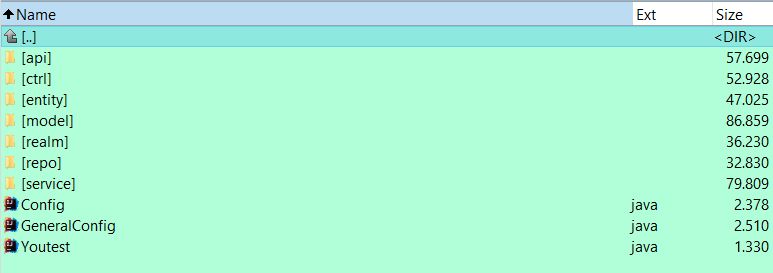 Name Ext Size
[..] <DIR>
[api] 57.699
[ctrl] 52.928
[entity] 47.025
[model] 86.859
[realm] 36.230
[repo] 32.830
[service] 79.809
Config java 2.378
GeneralConfig java 2.510
Youtest java 1.330